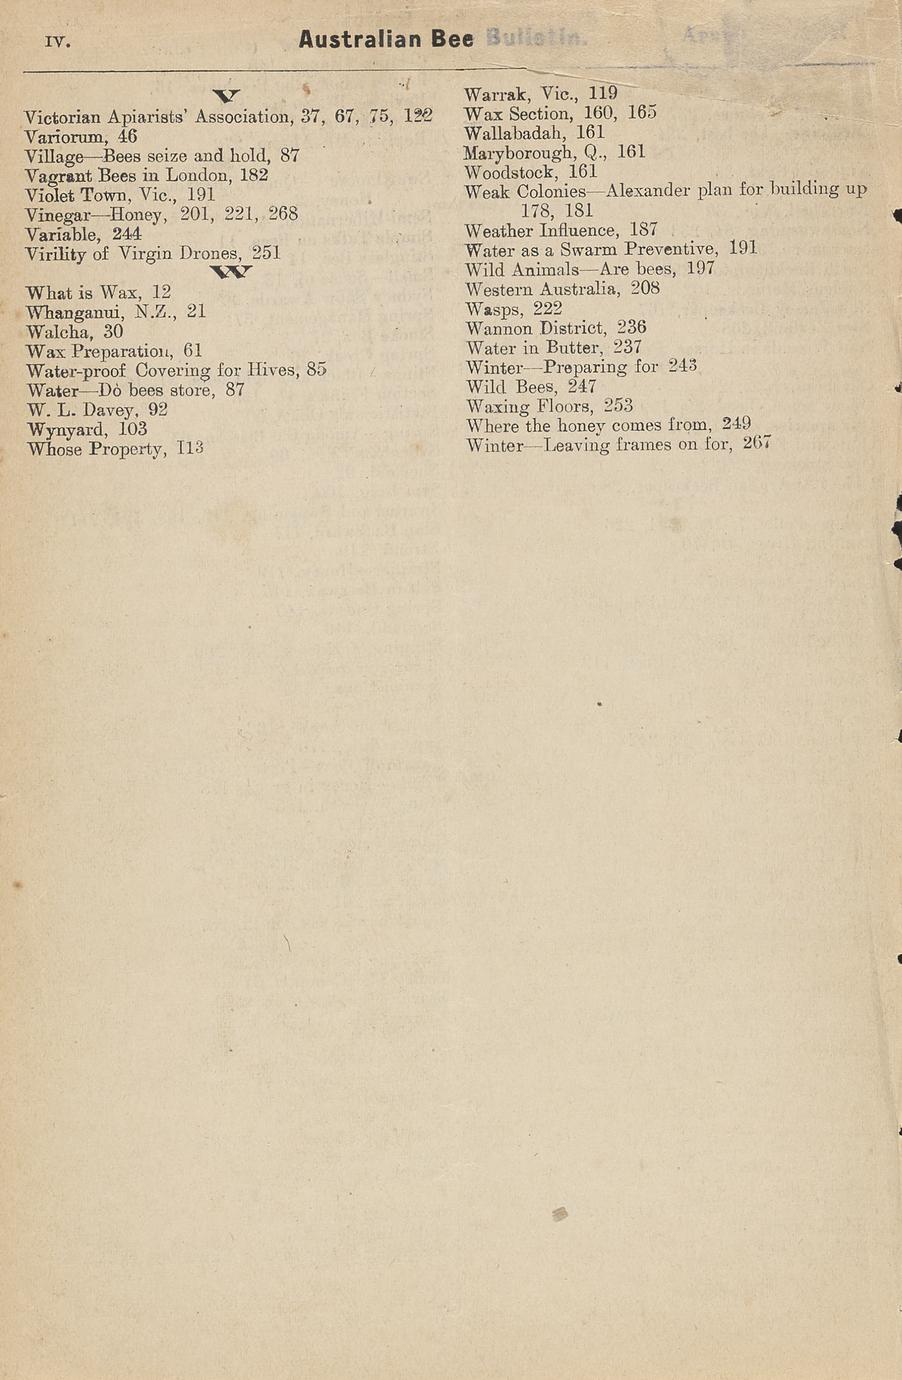 IV.
Australian Bee Bulletin.
V
Victorian Apiarists' Association, 37, 67, 75, 122
Variorum, 46
Village—Bees seize and hold, 87
Vagrant Bees in London, 182
Violet Town, Vic., 191
Vinegar—Honey, 201, 221, 268
Variable, 244
Virility of Virgin Drones, 251
W
What is Wax, 12
Whanganui, N.Z., 21
Walcha, 30
Wax Preparation, 61
Water-proof Covering for Hives, 85
Water—Do bees store, 87
W. L. Davey, 92
Wynyard, 103
Whose Property, 113
Warrak, Vic., 119
Wax Section, 160, 165
Wallabadah, 161
Maryborough, Q., 161
Woodstock, 161
Weak Colonies—Alexander plan for building up
178, 181
Weather Influence, 187
Water as a Swarm Preventive, 191
Wild Animals—Are bees, 197
Western Australia, 208
Wasps, 222
Wannon District, 236
Water in Butter, 237
Winter—Preparing for 243
Wild Bees, 247
Waxing Floors, 253
Where the honey comes from, 249
Winter—Leaving frames on for, 267